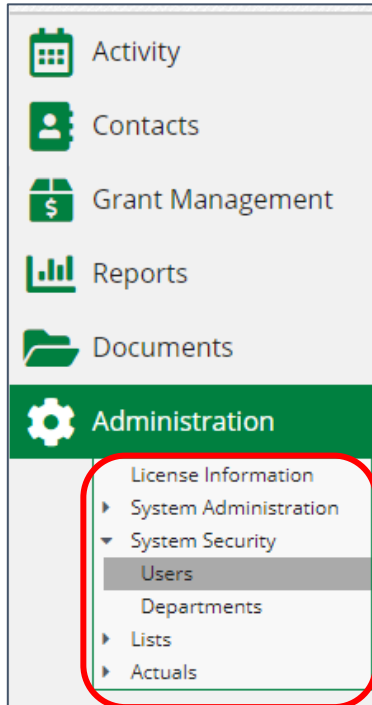 Activity
Contacts
$
Grant Management
Reports
Documents
Administration
License Information
System Administration
System Security
Users
Departments
Lists
Actuals